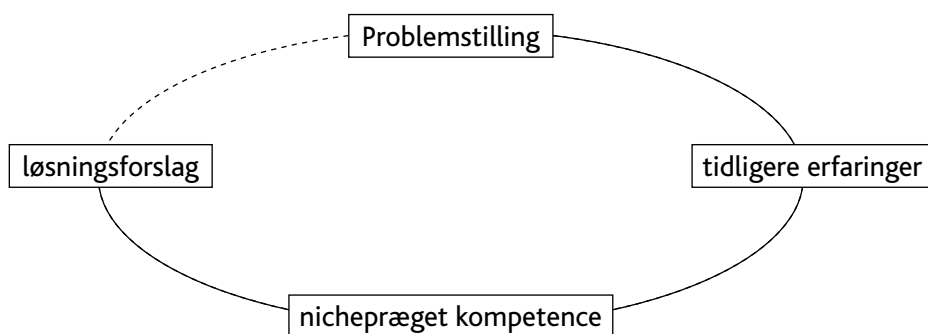 Problemstilling
løsningsforslag
tidligere erfaringer
nichepræget kompetence